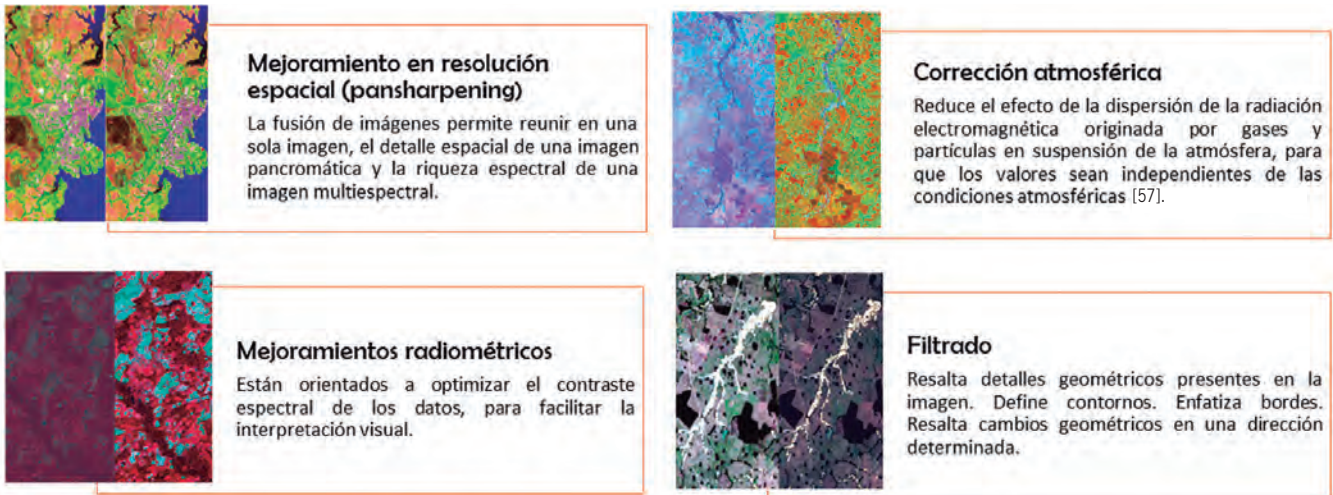 Mejoramiento en resolución
espacial (pansharpening)
La fusión de imágenes permite reunir en una
sola imagen, el detalle espacial de una imagen
pancromática y la riqueza espectral de una
imagen multiespectral.
Corrección atmosférica
Reduce el efecto de la dispersión de la radiación
electromagnética originada por gases y
partículas en suspensión de la atmósfera, para
que los valores sean independientes de las
condiciones atmosféricas [57].
Mejoramientos radiométricos
Están orientados a optimizar el contraste
espectral de los datos, para facilitar la
interpretación visual.
Filtrado
Resalta detalles geométricos presentes en la
imagen. Define contornos. Enfatiza bordes.
Resalta cambios geométricos en una dirección
determinada.